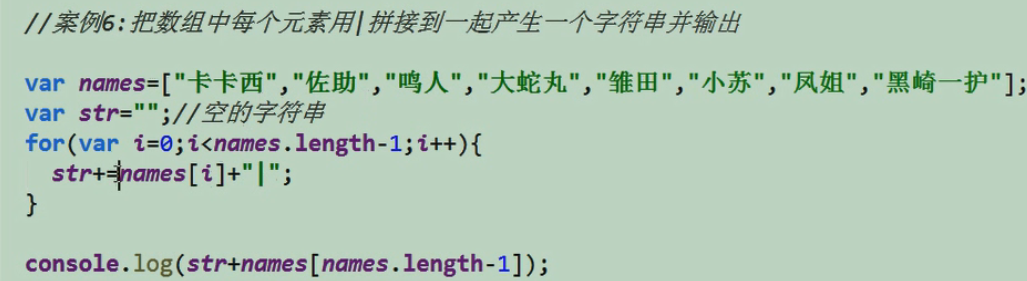 //案例6:把数组中每个元素用|拼接到一起产生一个字符串并输出
var names=["卡卡西","佐助","鸣人","大蛇丸","雏田","小苏","凤姐","黑崎一护"];
var str="";//空的字符串
for(var i=0;i<names.length-1;i++){
str+=names[i]+"|";
}
console.log(str+names[names.length-1]);